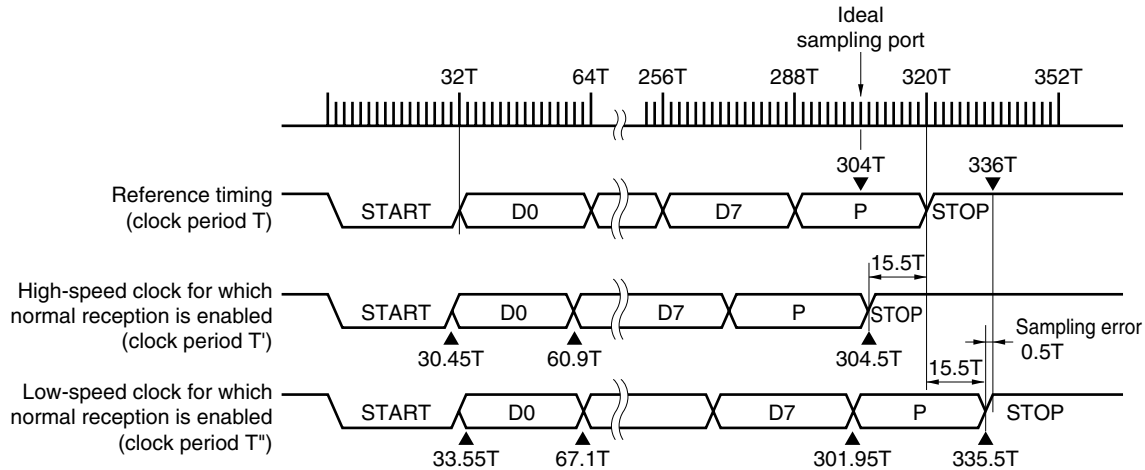 Ideal
sampling port
32T 64T 256T 288T 320T 352T
304T 336T
Reference timing
(clock period T)
START D0 D7 P STOP
15.5T
High-speed clock for which
normal reception is enabled
(clock period T')
START D0 D7 P STOP
30.45T 60.9T 304.5T
Sampling error
0.5T
15.5T
Low-speed clock for which
normal reception is enabled
(clock period T")
START D0 D7 P STOP
33.55T 67.1T 301.95T 335.5T